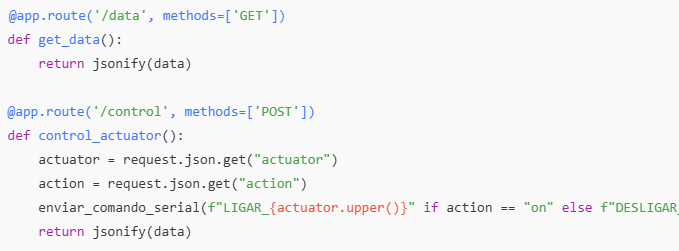 @app.route('/data', methods=['GET'])
def get_data():
    return jsonify(data)
@app.route('/control', methods=['POST'])
def control_actuator():
    actuator = request.json.get("actuator")
    action = request.json.get("action")
    enviar_comando_serial(f"LIGAR_{actuator.upper()}" if action == "on" else f"DESLIGAR_
    return jsonify(data)